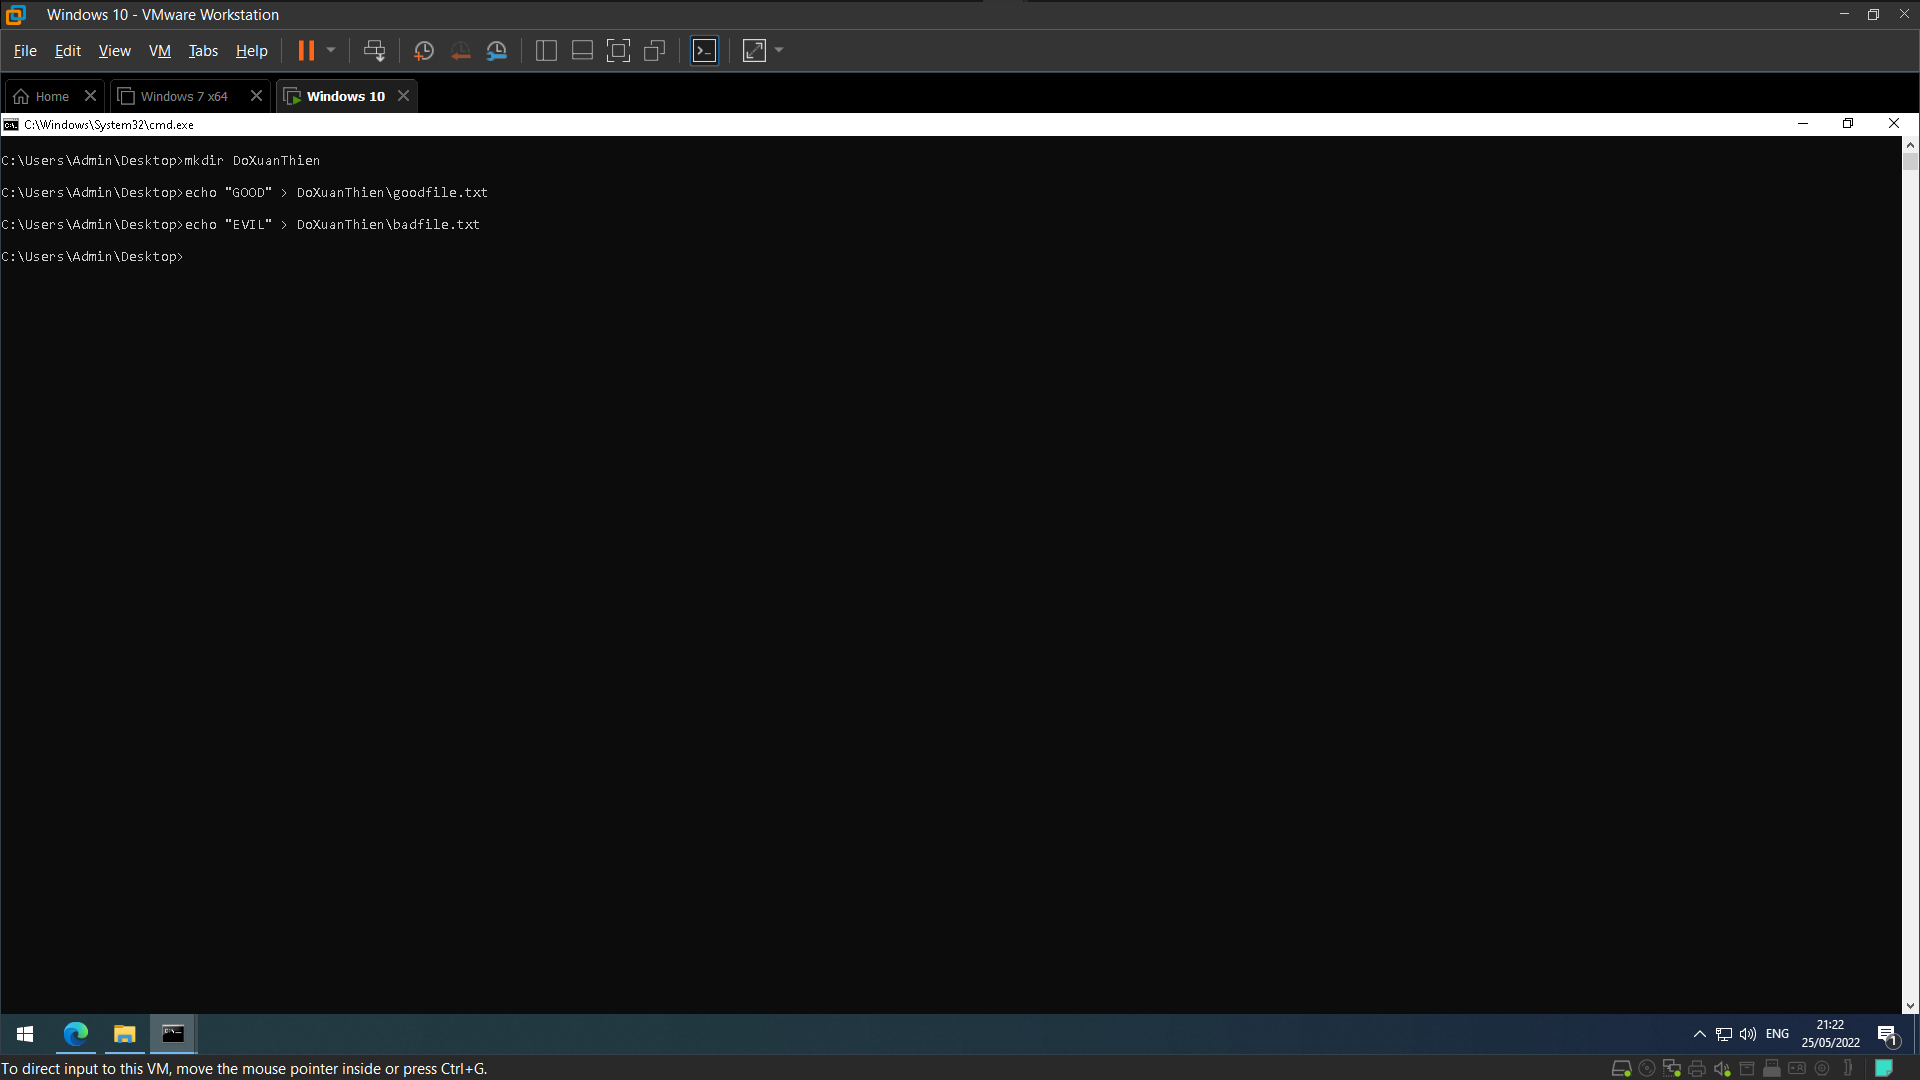 Windows 10 - VMware Workstation
File Edit View VM Tabs Help
Home Windows 7 x64 Windows 10
C:\Windows\System32\cmd.exe
C:\Users\Admin\Desktop>mkdir DoXuanThien
C:\Users\Admin\Desktop>echo "GOOD" > DoXuanThien\goodfile.txt
C:\Users\Admin\Desktop>echo "EVIL" > DoXuanThien\badfile.txt
C:\Users\Admin\Desktop>
ENG
21:22
25/05/2022
1
To direct input to this VM, move the mouse pointer inside or press Ctrl+G.